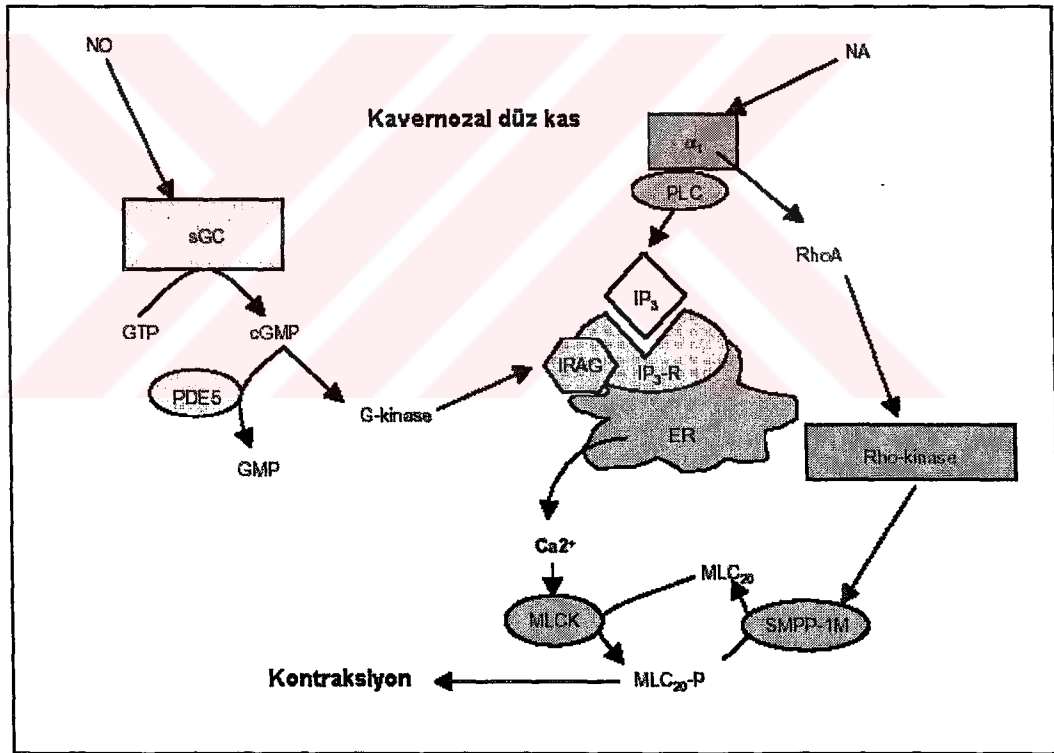 NO
NA
Kavernozal düz kas
α₁
PLC
sGC
RhoA
IP₃
GTP
cGMP
IRAG
IP₃-R
PDE5
G-kinase
ER
GMP
Rho-kinase
Ca2⁺
MLC₂₀
MLCK
SMPP-1M
Kontraksiyon
MLC₂₀-P